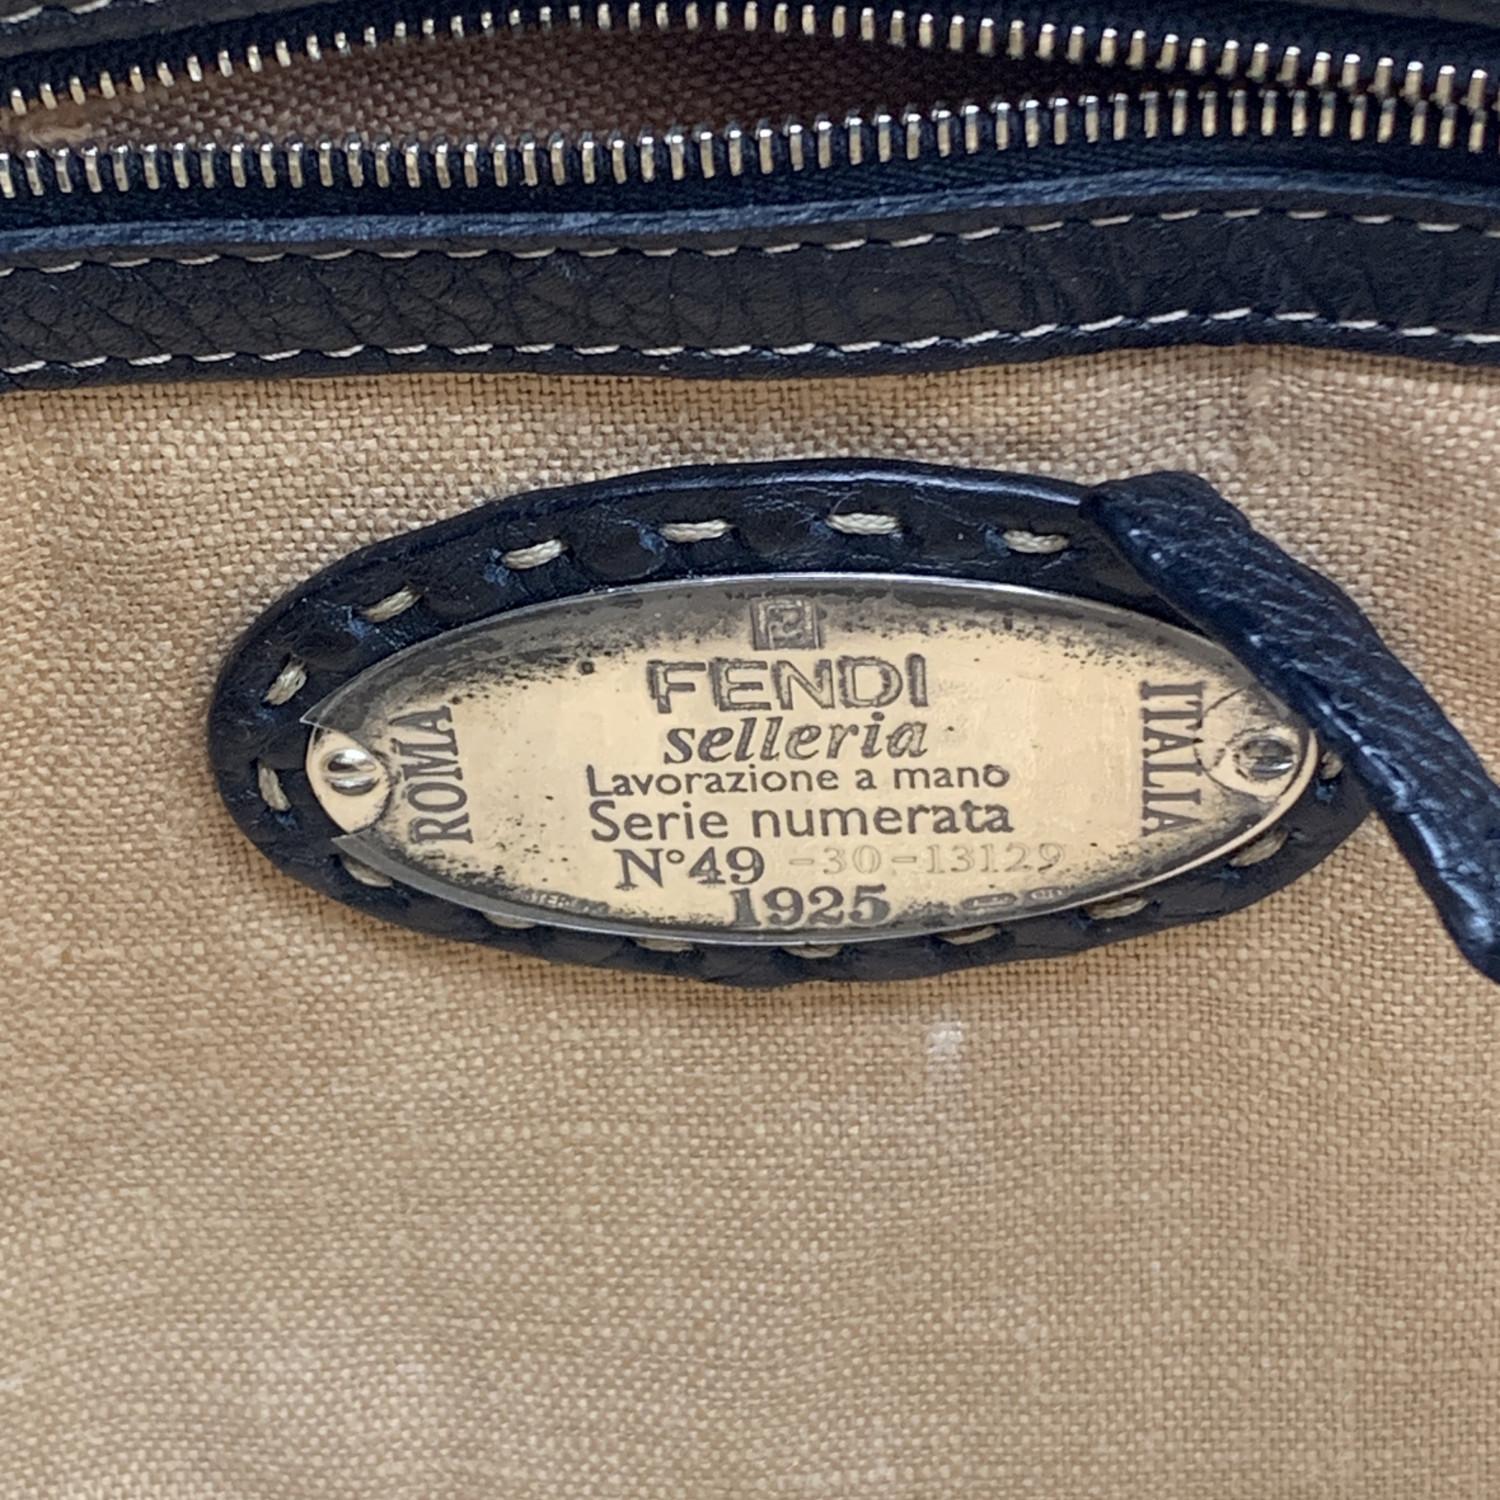 FENDI
selleria
Lavorazione a mano
Serie numerata
N°49 -30-13129
1925
ROMA
ITALIA